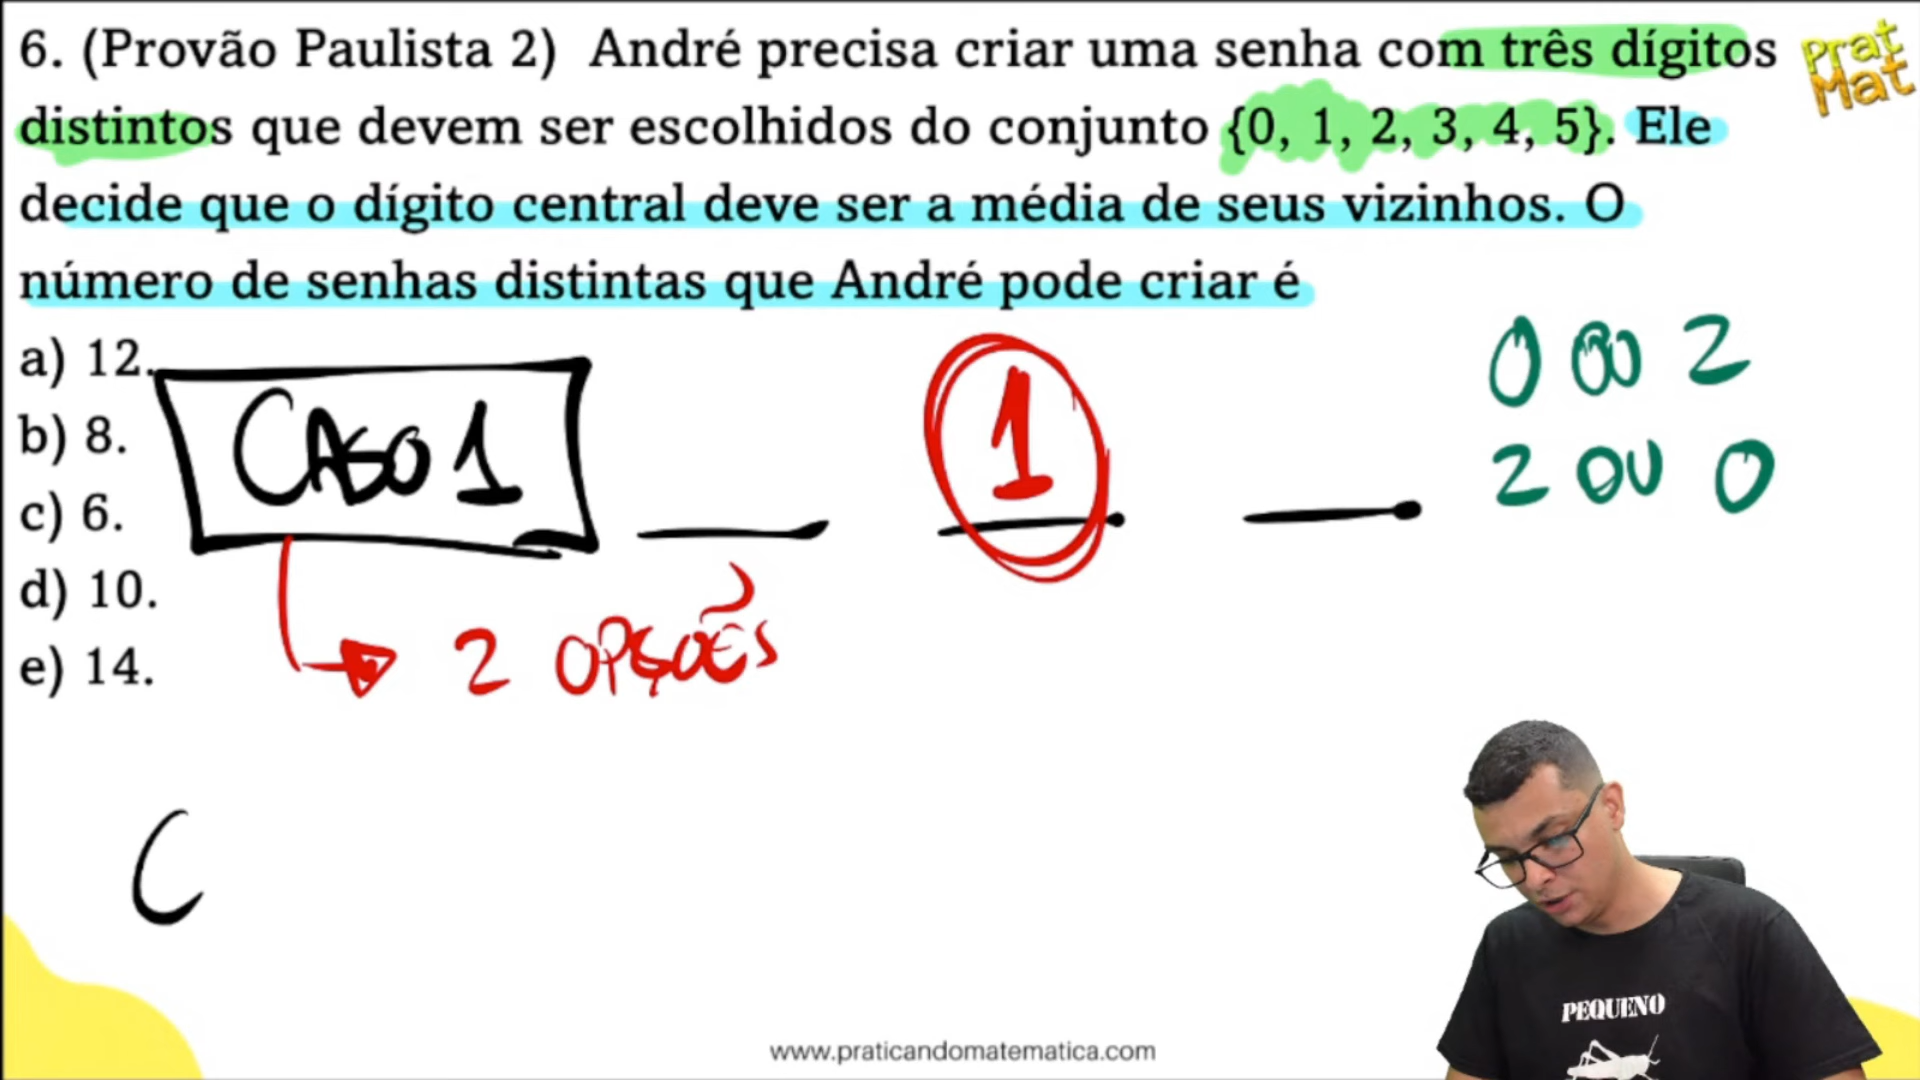 6. (Provão Paulista 2) André precisa criar uma senha com três dígitos
distintos que devem ser escolhidos do conjunto {0, 1, 2, 3, 4, 5}. Ele
decide que o dígito central deve ser a média de seus vizinhos. O
número de senhas distintas que André pode criar é
a) 12.
b) 8.
c) 6.
d) 10.
e) 14.
Prat
Mat
CASO 1
1
0 OU 2
2 OU 0
2 OPÇÕES
C
PEQUENO
www.praticandomatematica.com